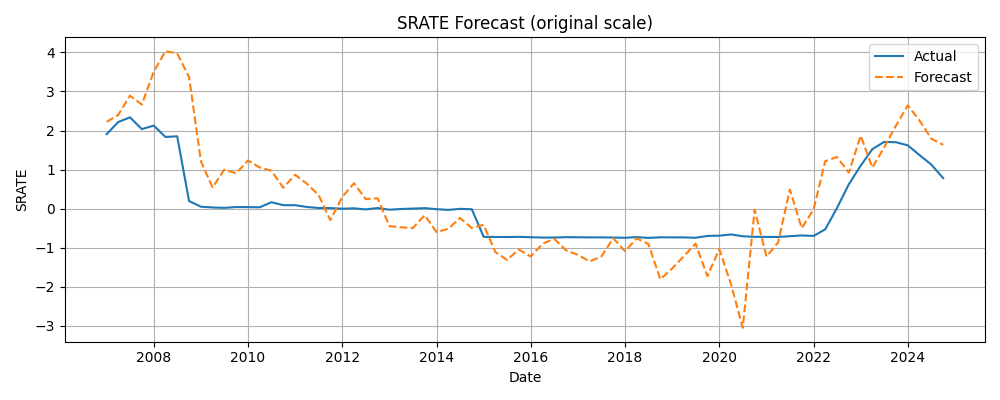 SRATE Forecast (original scale)
Actual
Forecast
SRATE
4
3
2
1
0
−1
−2
−3
2008 2010 2012 2014 2016 2018 2020 2022 2024
Date